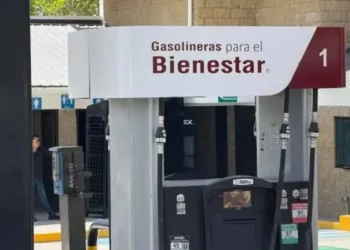 Gasolineras para el
Bienestar
1